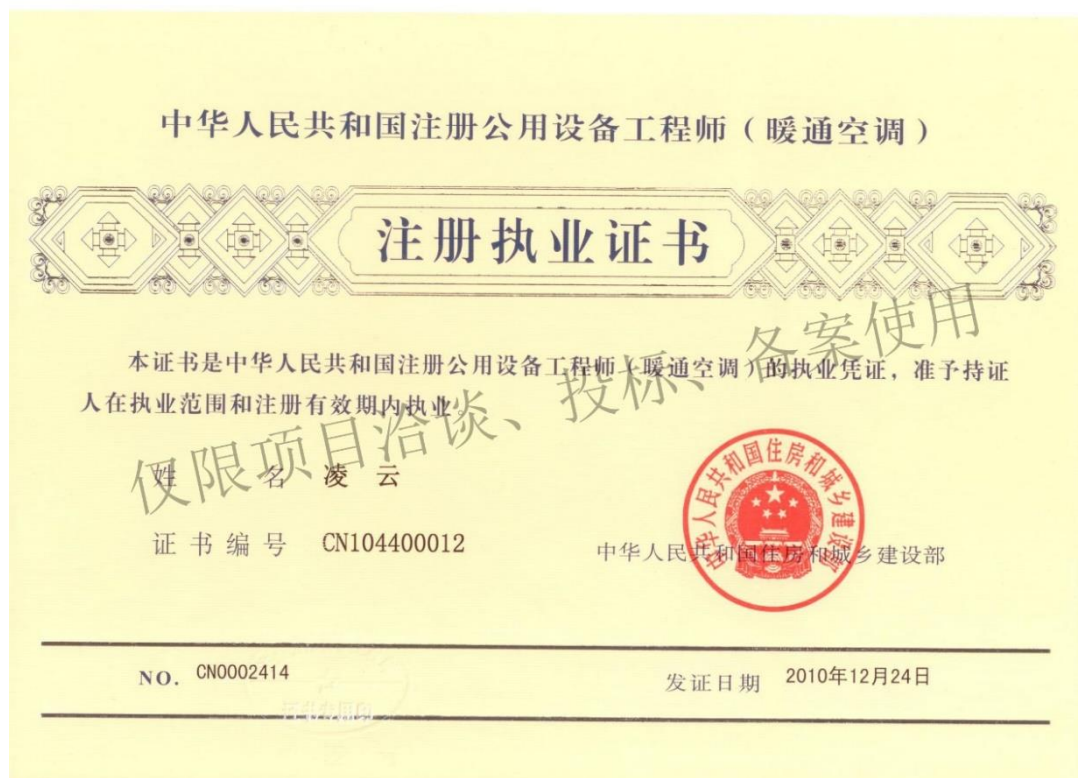 中华人民共和国注册公用设备工程师（暖通空调）
注册执业证书
本证书是中华人民共和国注册公用设备工程师（暖通空调）的执业凭证，准予持证
人在执业范围和注册有效期内执业。
仅限项目洽谈、投标、备案使用
姓 名 凌云
证书编号 CN104400012
中华人民共和国住房和城乡建设部
中华人民共和国住房和城乡建设部
NO. CN0002414
发证日期 2010年12月24日